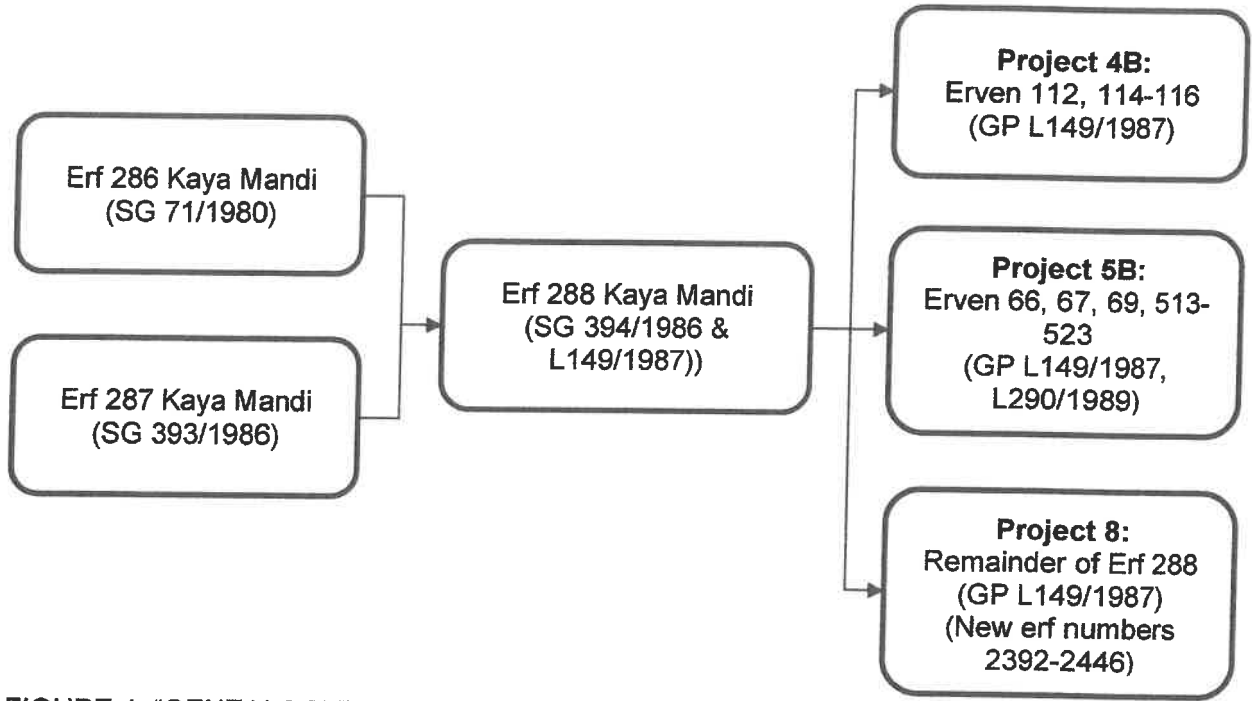 Erf 286 Kaya Mandi
(SG 71/1980)
Erf 287 Kaya Mandi
(SG 393/1986)
Erf 288 Kaya Mandi
(SG 394/1986 &
L149/1987))
Project 4B:
Erven 112, 114-116
(GP L149/1987)
Project 5B:
Erven 66, 67, 69, 513-
523
(GP L149/1987,
L290/1989)
Project 8:
Remainder of Erf 288
(GP L149/1987)
(New erf numbers
2392-2446)